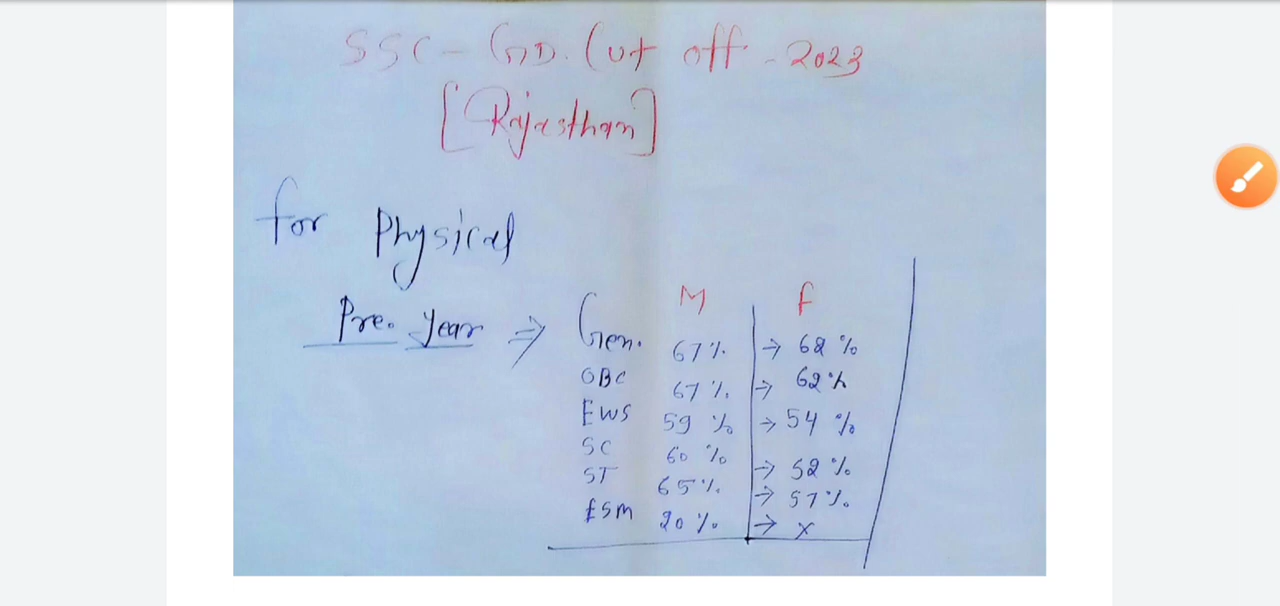 SSC - GD. Cut off - 2023
[Rajasthan]
for Physical
M F
Pre. year ⇒ Gen. 67% → 62%
OBC 67% → 62%
EWS 59% → 54%
SC 60% → 52%
ST 65% → 57%
ESM 20% → x